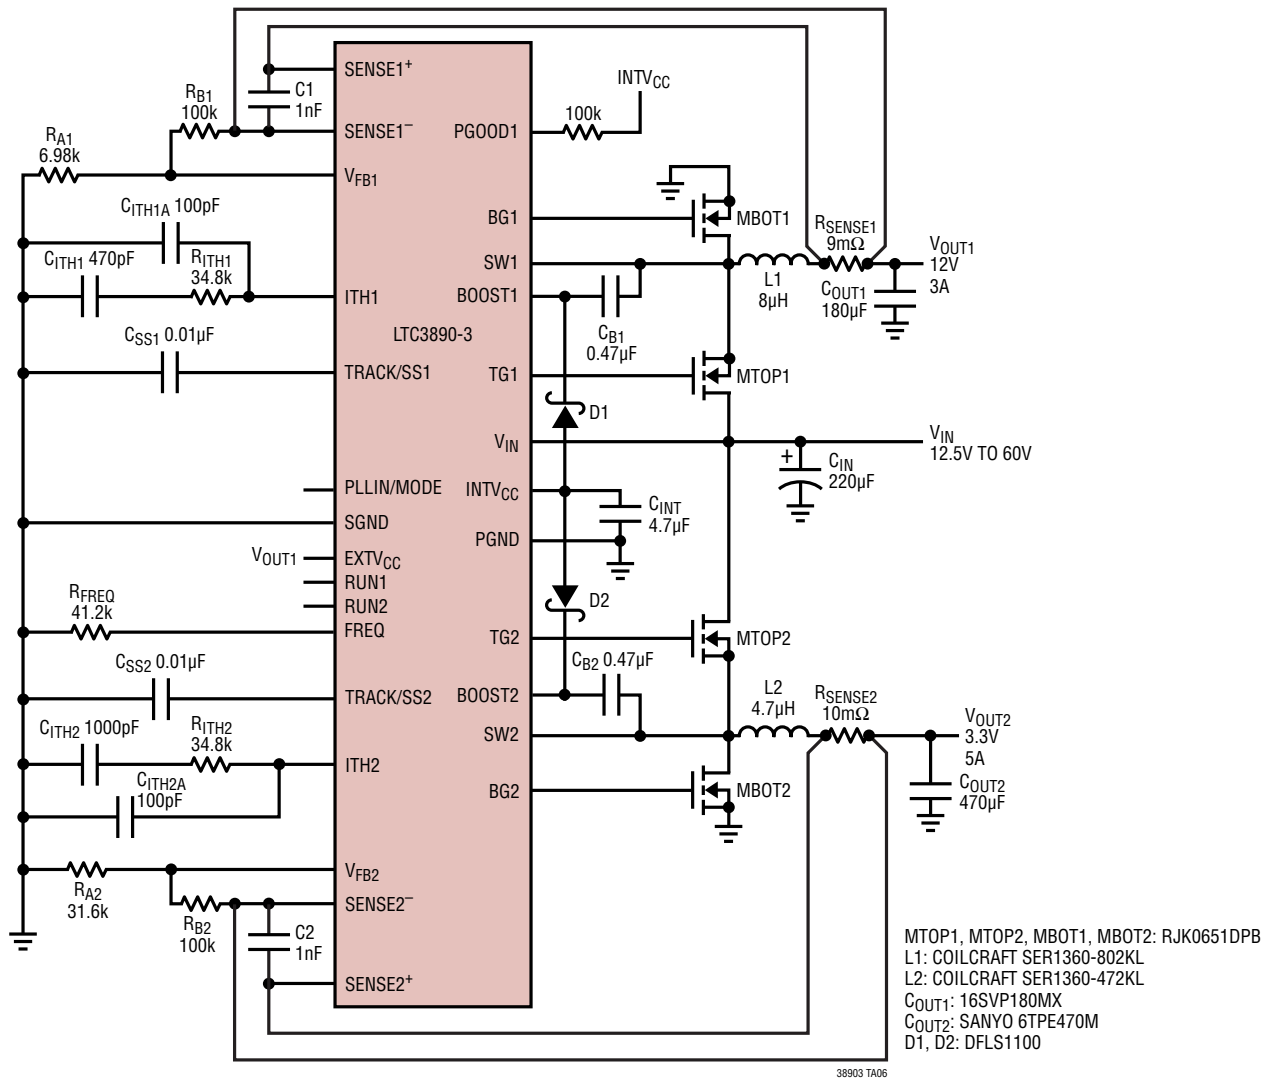 SENSE1+
RB1
100k
C1
1nF
INTVCC
100k
RA1
6.98k
SENSE1–
PGOOD1
VFB1
CITH1A 100pF
BG1
MBOT1
RSENSE1
9mΩ
CITH1 470pF
RITH1
34.8k
SW1
L1
8µH
VOUT1
12V
3A
COUT1
180µF
ITH1
BOOST1
CB1
0.47µF
LTC3890-3
CSS1 0.01µF
TRACK/SS1
TG1
MTOP1
D1
VIN
VIN
12.5V TO 60V
+
CIN
220µF
PLLIN/MODE
INTVCC
CINT
4.7µF
SGND
PGND
VOUT1
EXTVCC
RUN1
RUN2
D2
RFREQ
41.2k
FREQ
TG2
MTOP2
CSS2 0.01µF
CB2 0.47µF
TRACK/SS2
BOOST2
L2
4.7µH
RSENSE2
10mΩ
CITH2 1000pF
RITH2
34.8k
SW2
VOUT2
3.3V
5A
ITH2
CITH2A
100pF
BG2
MBOT2
COUT2
470µF
VFB2
RA2
31.6k
SENSE2–
RB2
100k
C2
1nF
SENSE2+
MTOP1, MTOP2, MBOT1, MBOT2: RJK0651DPB
L1: COILCRAFT SER1360-802KL
L2: COILCRAFT SER1360-472KL
COUT1: 16SVP180MX
COUT2: SANYO 6TPE470M
D1, D2: DFLS1100
38903 TA06